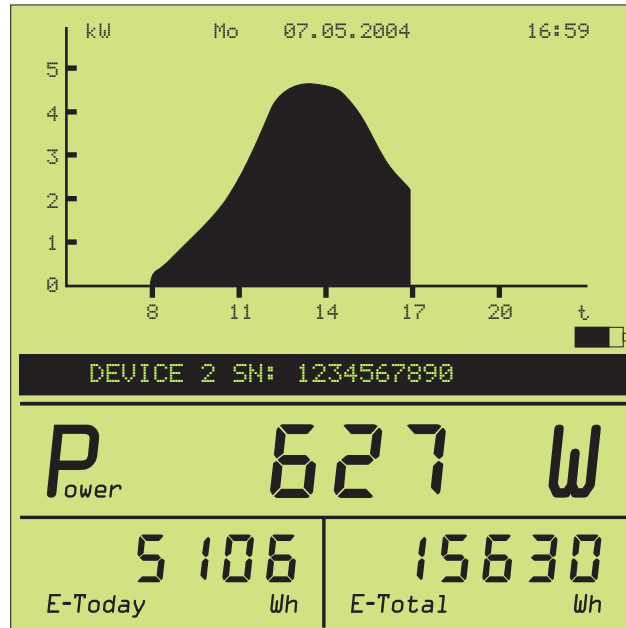 kW Mo 07.05.2004 16:59
5
4
3
2
1
0
8 11 14 17 20 t
DEVICE 2 SN: 1234567890
Power 627 W
5106 15630
E-Today Wh E-Total Wh